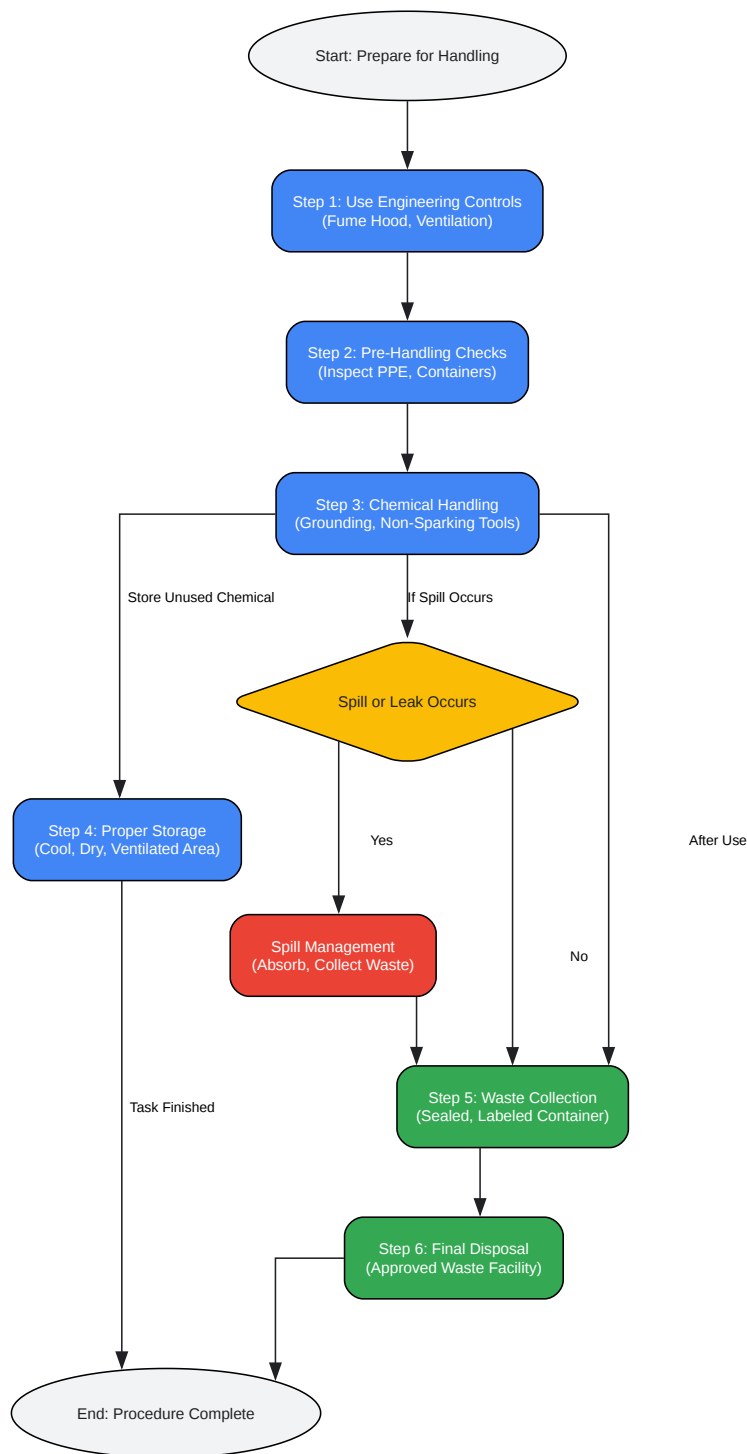 Start: Prepare for Handling
Step 1: Use Engineering Controls
(Fume Hood, Ventilation)
Step 2: Pre-Handling Checks
(Inspect PPE, Containers)
Step 3: Chemical Handling
(Grounding, Non-Sparking Tools)
Store Unused Chemical
If Spill Occurs
Spill or Leak Occurs
Step 4: Proper Storage
(Cool, Dry, Ventilated Area)
Yes
After Use
Spill Management
(Absorb, Collect Waste)
No
Step 5: Waste Collection
(Sealed, Labeled Container)
Task Finished
Step 6: Final Disposal
(Approved Waste Facility)
End: Procedure Complete